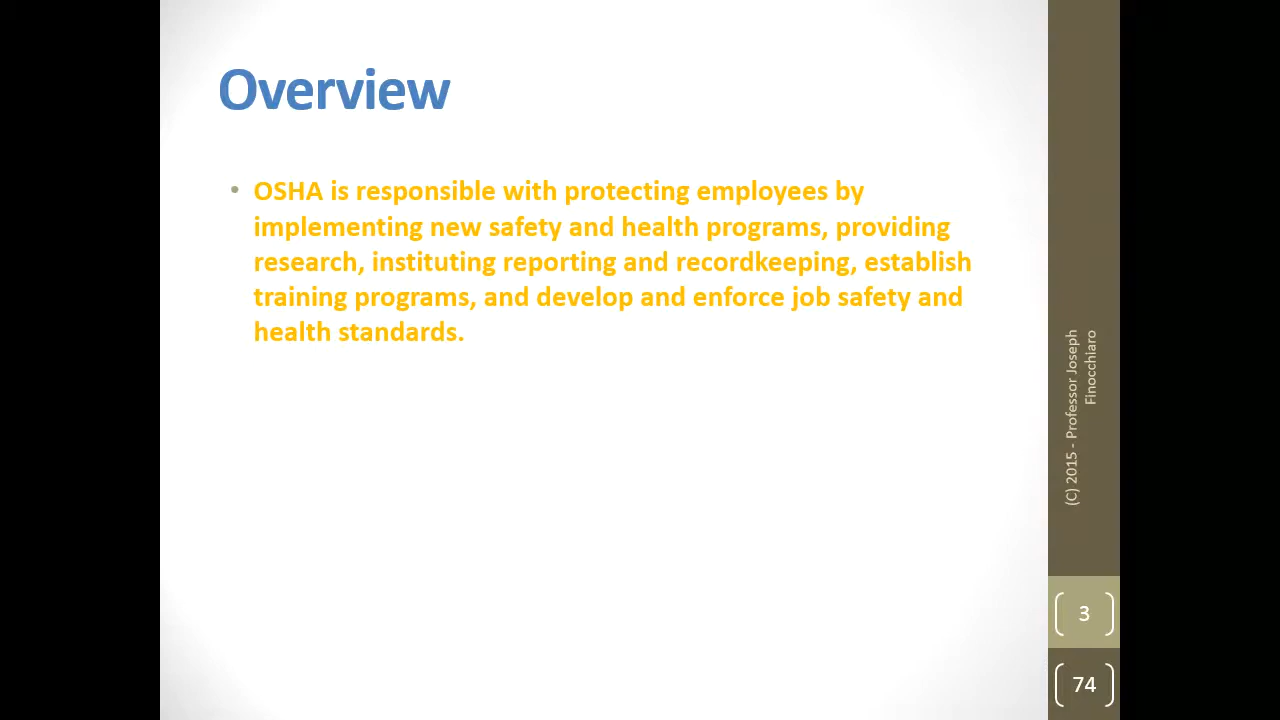 Overview
• OSHA is responsible with protecting employees by
implementing new safety and health programs, providing
research, instituting reporting and recordkeeping, establish
training programs, and develop and enforce job safety and
health standards.
(C) 2015 - Professor Joseph
Finocchiaro
3
74